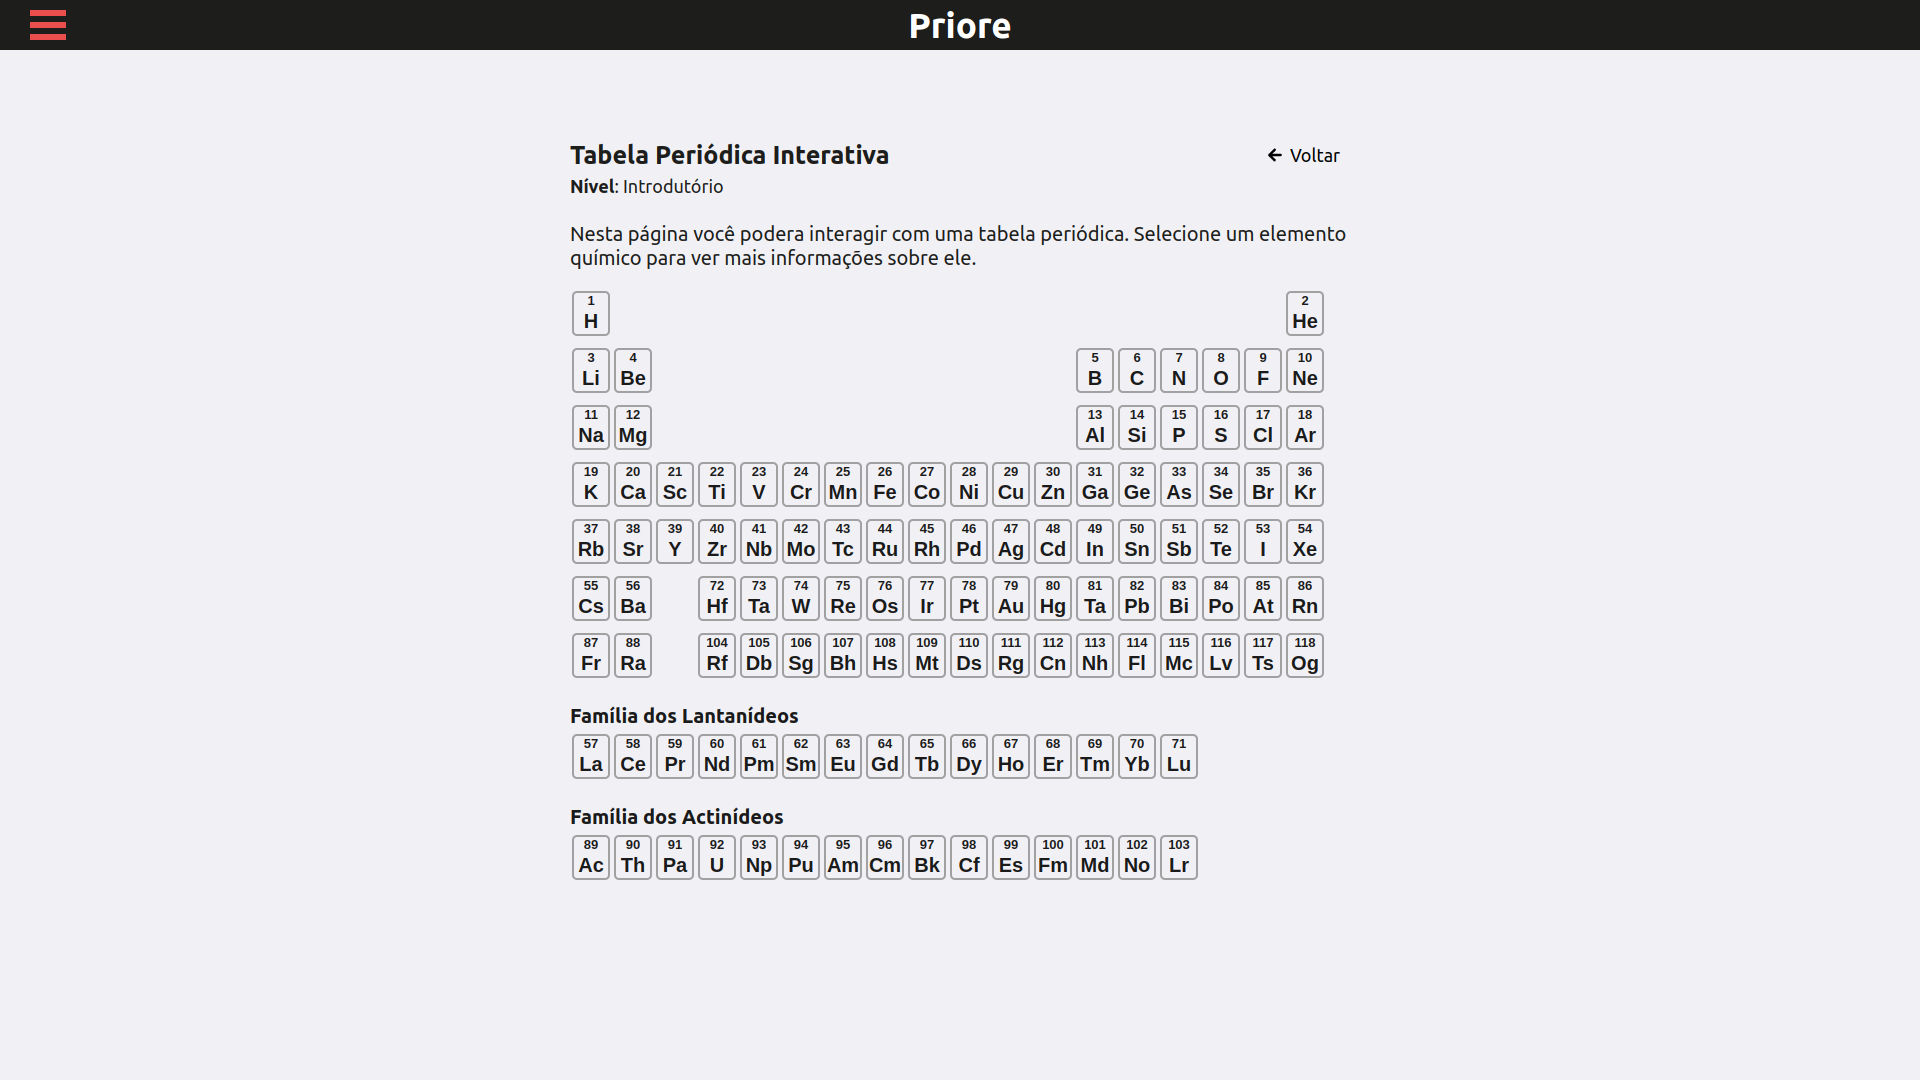 Priore
Tabela Periódica Interativa
Voltar
Nível: Introdutório
Nesta página você podera interagir com uma tabela periódica. Selecione um elemento
químico para ver mais informações sobre ele.
1 2
H He
3 4 5 6 7 8 9 10
Li Be B C N O F Ne
11 12 13 14 15 16 17 18
Na Mg Al Si P S Cl Ar
19 20 21 22 23 24 25 26 27 28 29 30 31 32 33 34 35 36
K Ca Sc Ti V Cr Mn Fe Co Ni Cu Zn Ga Ge As Se Br Kr
37 38 39 40 41 42 43 44 45 46 47 48 49 50 51 52 53 54
Rb Sr Y Zr Nb Mo Tc Ru Rh Pd Ag Cd In Sn Sb Te I Xe
55 56 72 73 74 75 76 77 78 79 80 81 82 83 84 85 86
Cs Ba Hf Ta W Re Os Ir Pt Au Hg Ta Pb Bi Po At Rn
87 88 104 105 106 107 108 109 110 111 112 113 114 115 116 117 118
Fr Ra Rf Db Sg Bh Hs Mt Ds Rg Cn Nh Fl Mc Lv Ts Og
Família dos Lantanídeos
57 58 59 60 61 62 63 64 65 66 67 68 69 70 71
La Ce Pr Nd Pm Sm Eu Gd Tb Dy Ho Er Tm Yb Lu
Família dos Actinídeos
89 90 91 92 93 94 95 96 97 98 99 100 101 102 103
Ac Th Pa U Np Pu Am Cm Bk Cf Es Fm Md No Lr